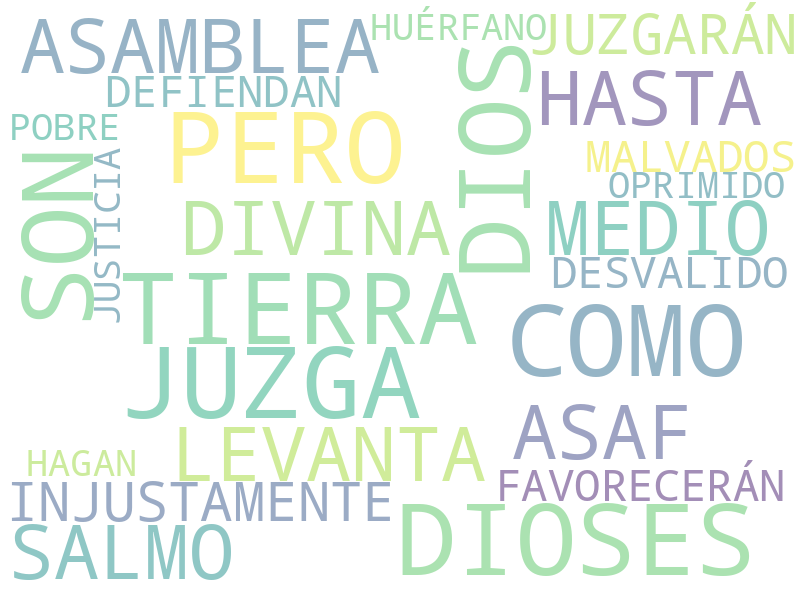 HUÉRFANO
ASAMBLEA
JUZGARÁN
DIOS
HASTA
DEFIENDAN
POBRE
PERO
MALVADOS
SON
JUSTICIA
OPRIMIDO
DIVINA
MEDIO
DESVALIDO
TIERRA
COMO
JUZGA
ASAF
LEVANTA
HAGAN
FAVORECERÁN
INJUSTAMENTE
DIOSES
SALMO